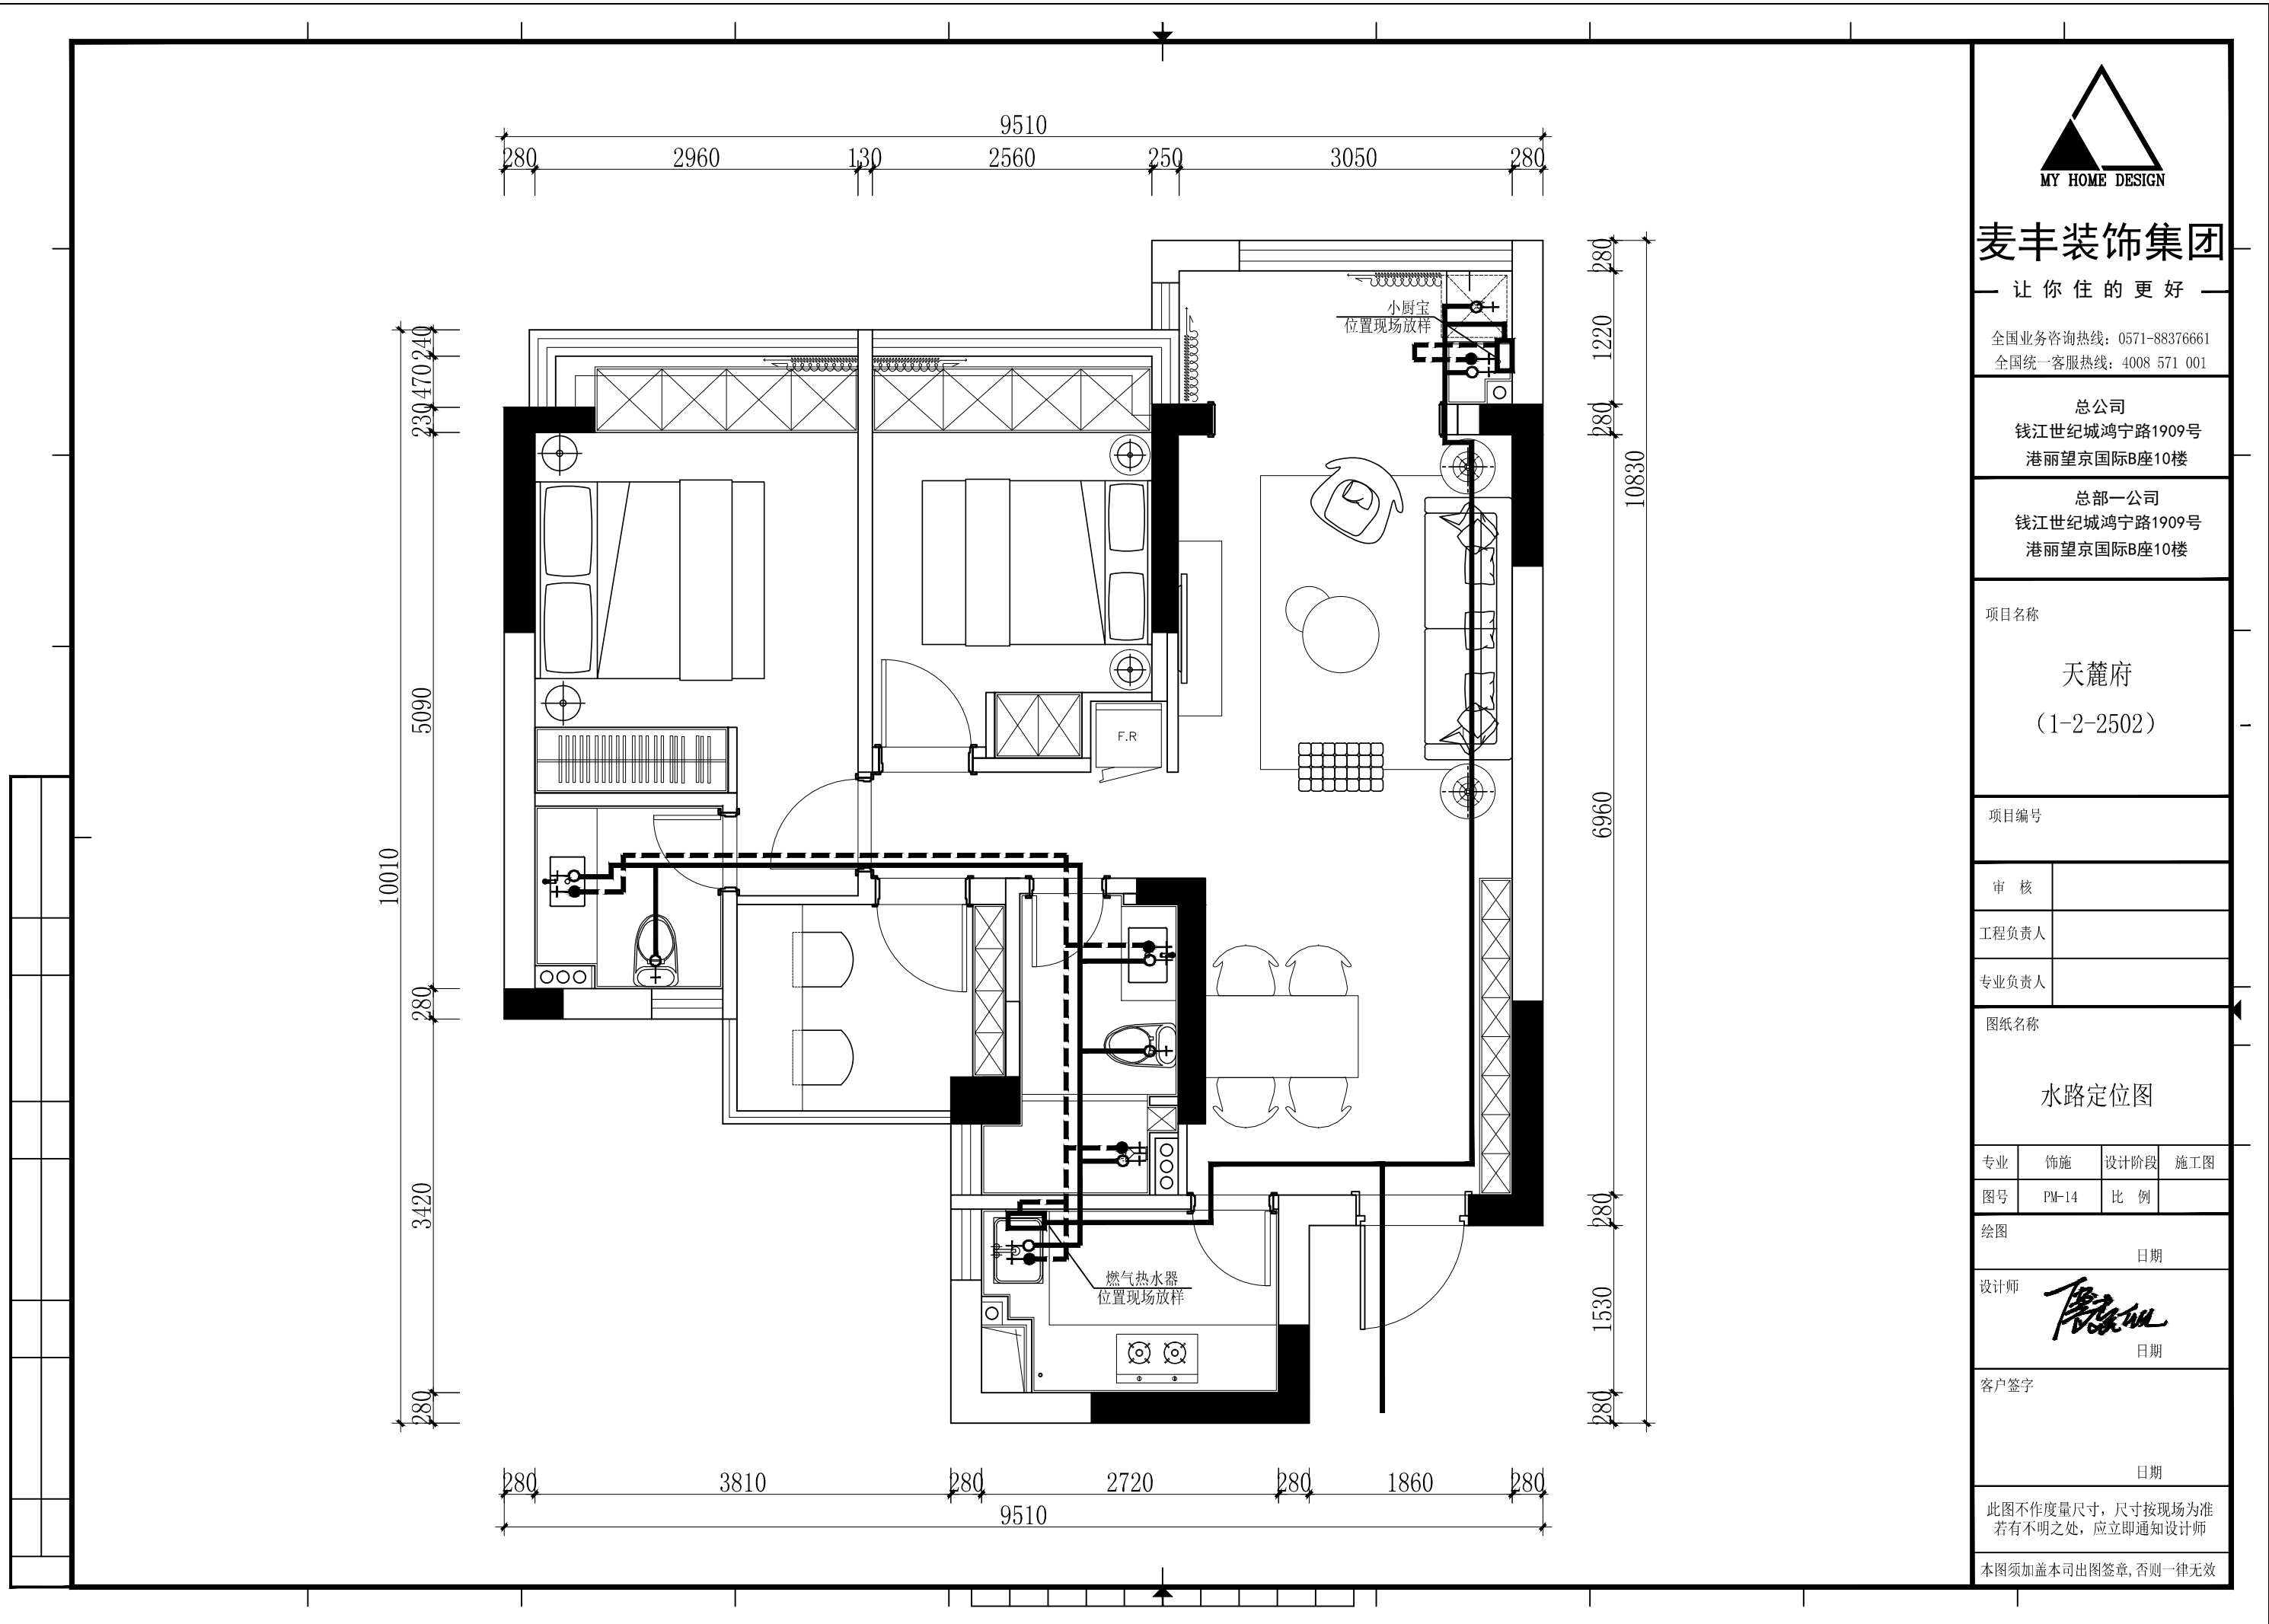 9510
280
2960
130
2560
250
3050
280
280
1220
280
10830
6960
280
1530
280
240
470
230
5090
10010
280
3420
280
小厨宝
位置现场放样
F.R
燃气热水器
位置现场放样
280
3810
280
2720
280
1860
280
9510
MY HOME DESIGN
麦丰装饰集团
让你住的更好
全国业务咨询热线：0571-88376661
全国统一客服热线：4008 571 001
总公司
钱江世纪城鸿宁路1909号
港丽望京国际B座10楼
总部一公司
钱江世纪城鸿宁路1909号
港丽望京国际B座10楼
项目名称
天麓府
（1-2-2502）
项目编号
审 核
工程负责人
专业负责人
图纸名称
水路定位图
专业 饰施 设计阶段 施工图
图号 PM-14 比 例
绘图
日期
设计师
日期
客户签字
日期
此图不作度量尺寸，尺寸按现场为准
若有不明之处，应立即通知设计师
本图须加盖本司出图签章,否则一律无效